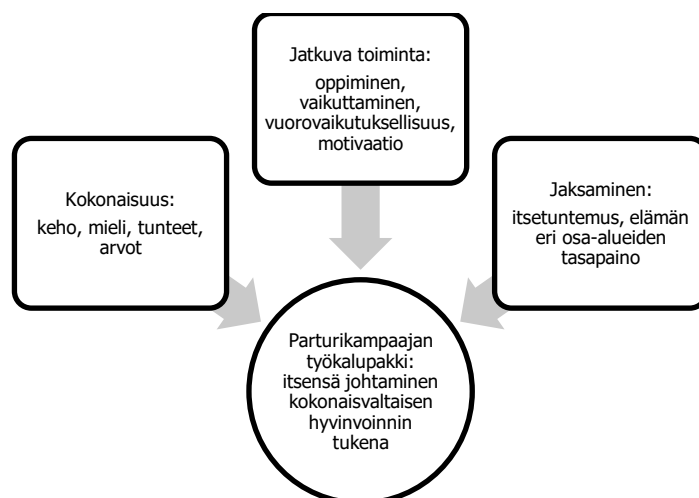 Jatkuva toiminta:
oppiminen,
vaikuttaminen,
vuorovaikutuksellisuus,
motivaatio
Kokonaisuus:
keho, mieli, tunteet,
arvot
Jaksaminen:
itsetuntemus, elämän
eri osa-alueiden
tasapaino
Parturikampaajan
työkalupakki:
itsensä johtaminen
kokonaisvaltaisen
hyvinvoinnin
tukena